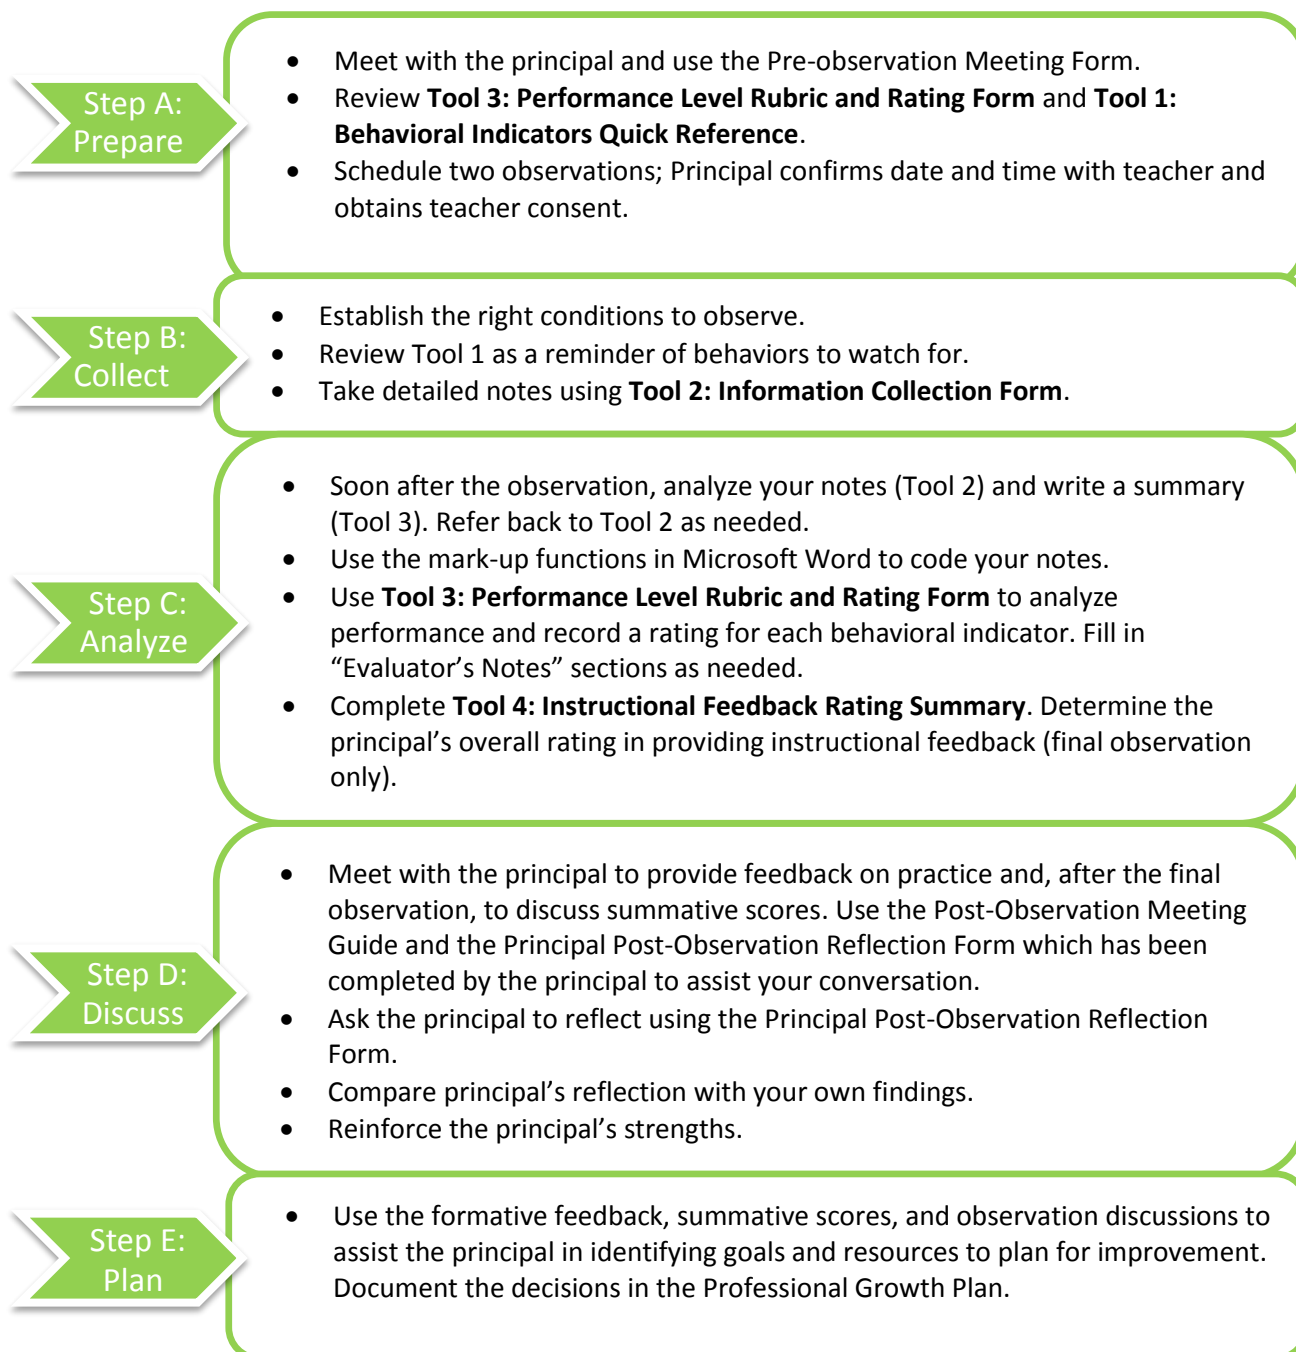 Step A:
Prepare
• Meet with the principal and use the Pre-observation Meeting Form.
• Review Tool 3: Performance Level Rubric and Rating Form and Tool 1:
Behavioral Indicators Quick Reference.
• Schedule two observations; Principal confirms date and time with teacher and
obtains teacher consent.
Step B:
Collect
• Establish the right conditions to observe.
• Review Tool 1 as a reminder of behaviors to watch for.
• Take detailed notes using Tool 2: Information Collection Form.
Step C:
Analyze
• Soon after the observation, analyze your notes (Tool 2) and write a summary
(Tool 3). Refer back to Tool 2 as needed.
• Use the mark-up functions in Microsoft Word to code your notes.
• Use Tool 3: Performance Level Rubric and Rating Form to analyze
performance and record a rating for each behavioral indicator. Fill in
“Evaluator’s Notes” sections as needed.
• Complete Tool 4: Instructional Feedback Rating Summary. Determine the
principal’s overall rating in providing instructional feedback (final observation
only).
Step D:
Discuss
• Meet with the principal to provide feedback on practice and, after the final
observation, to discuss summative scores. Use the Post-Observation Meeting
Guide and the Principal Post-Observation Reflection Form which has been
completed by the principal to assist your conversation.
• Ask the principal to reflect using the Principal Post-Observation Reflection
Form.
• Compare principal’s reflection with your own findings.
• Reinforce the principal’s strengths.
Step E:
Plan
• Use the formative feedback, summative scores, and observation discussions to
assist the principal in identifying goals and resources to plan for improvement.
Document the decisions in the Professional Growth Plan.